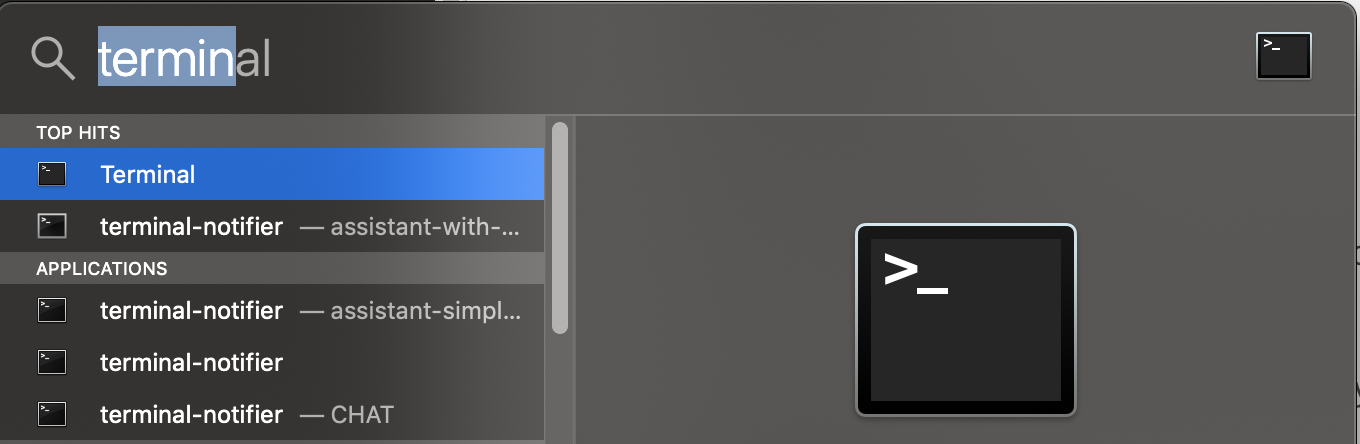 terminal
TOP HITS
Terminal
terminal-notifier — assistant-with-...
APPLICATIONS
terminal-notifier — assistant-simpl...
terminal-notifier
terminal-notifier — CHAT
>_